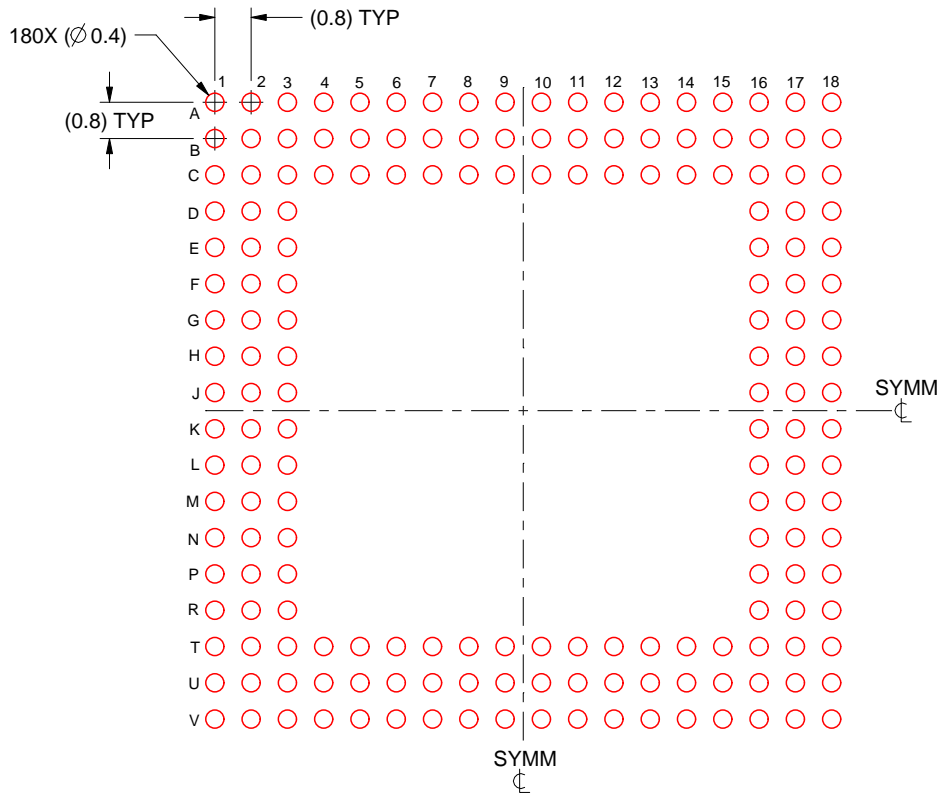 (0.8) TYP
180X (∅ 0.4)
1 2 3 4 5 6 7 8 9 10 11 12 13 14 15 16 17 18
A
(0.8) TYP
B
C
D
E
F
G
H
J
SYMM
℄
K
L
M
N
P
R
T
U
V
SYMM
℄